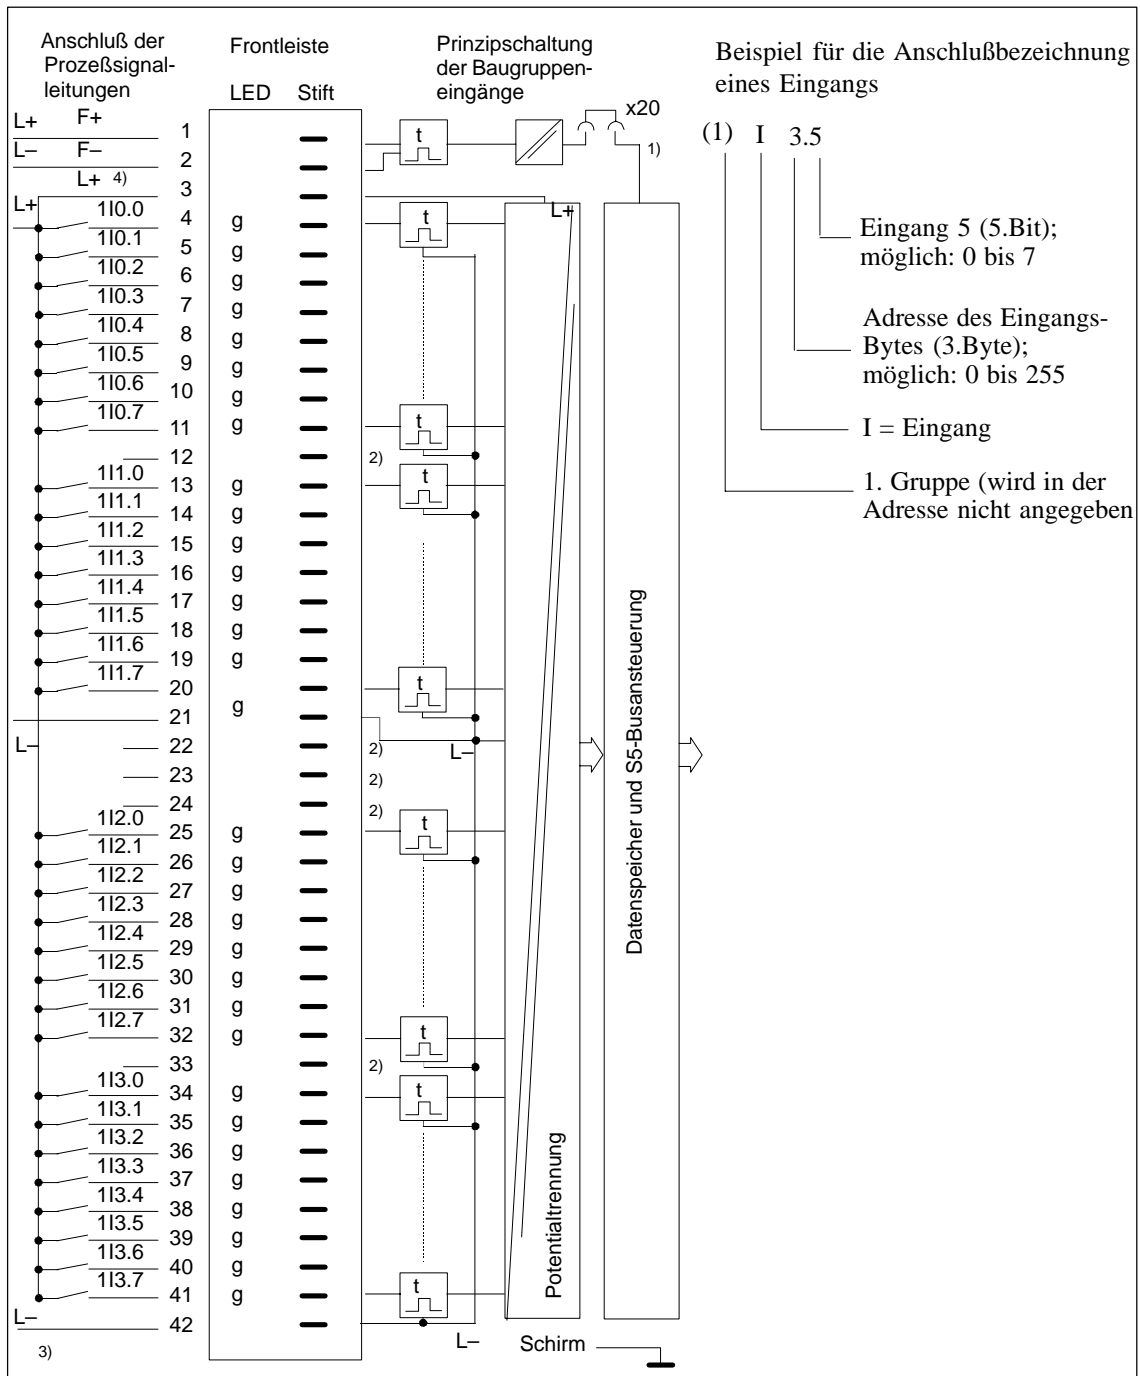 Anschluß der
Prozeßsignal-
leitungen
Frontleiste
LED Stift
Prinzipschaltung
der Baugruppen-
eingänge
Beispiel für die Anschlußbezeichnung
eines Eingangs
(1) I 3.5
Eingang 5 (5.Bit);
möglich: 0 bis 7
Adresse des Eingangs-
Bytes (3.Byte);
möglich: 0 bis 255
I = Eingang
1. Gruppe (wird in der
Adresse nicht angegeben
x20
1)
L+ F+ 1 t
L– F– 2
L+ 4) 3
L+ L+
1I0.0 4 g t
1I0.1 5 g
1I0.2 6 g
1I0.3 7 g
1I0.4 8 g
1I0.5 9 g
1I0.6 10 g
1I0.7 11 g t
12 2)
1I1.0 13 g t
1I1.1 14 g
1I1.2 15 g
1I1.3 16 g
1I1.4 17 g
1I1.5 18 g
1I1.6 19 g
1I1.7 20 g t
21
L– 22 2) L–
23 2)
24 2)
1I2.0 25 g t
1I2.1 26 g
1I2.2 27 g
1I2.3 28 g
1I2.4 29 g
1I2.5 30 g
1I2.6 31 g
1I2.7 32 g t
33 2)
1I3.0 34 g t
1I3.1 35 g
1I3.2 36 g
1I3.3 37 g
1I3.4 38 g
1I3.5 39 g
1I3.6 40 g
1I3.7 41 g t
L– 42 L–
3)
Potentialtrennung
Datenspeicher und S5-Busansteuerung
Schirm